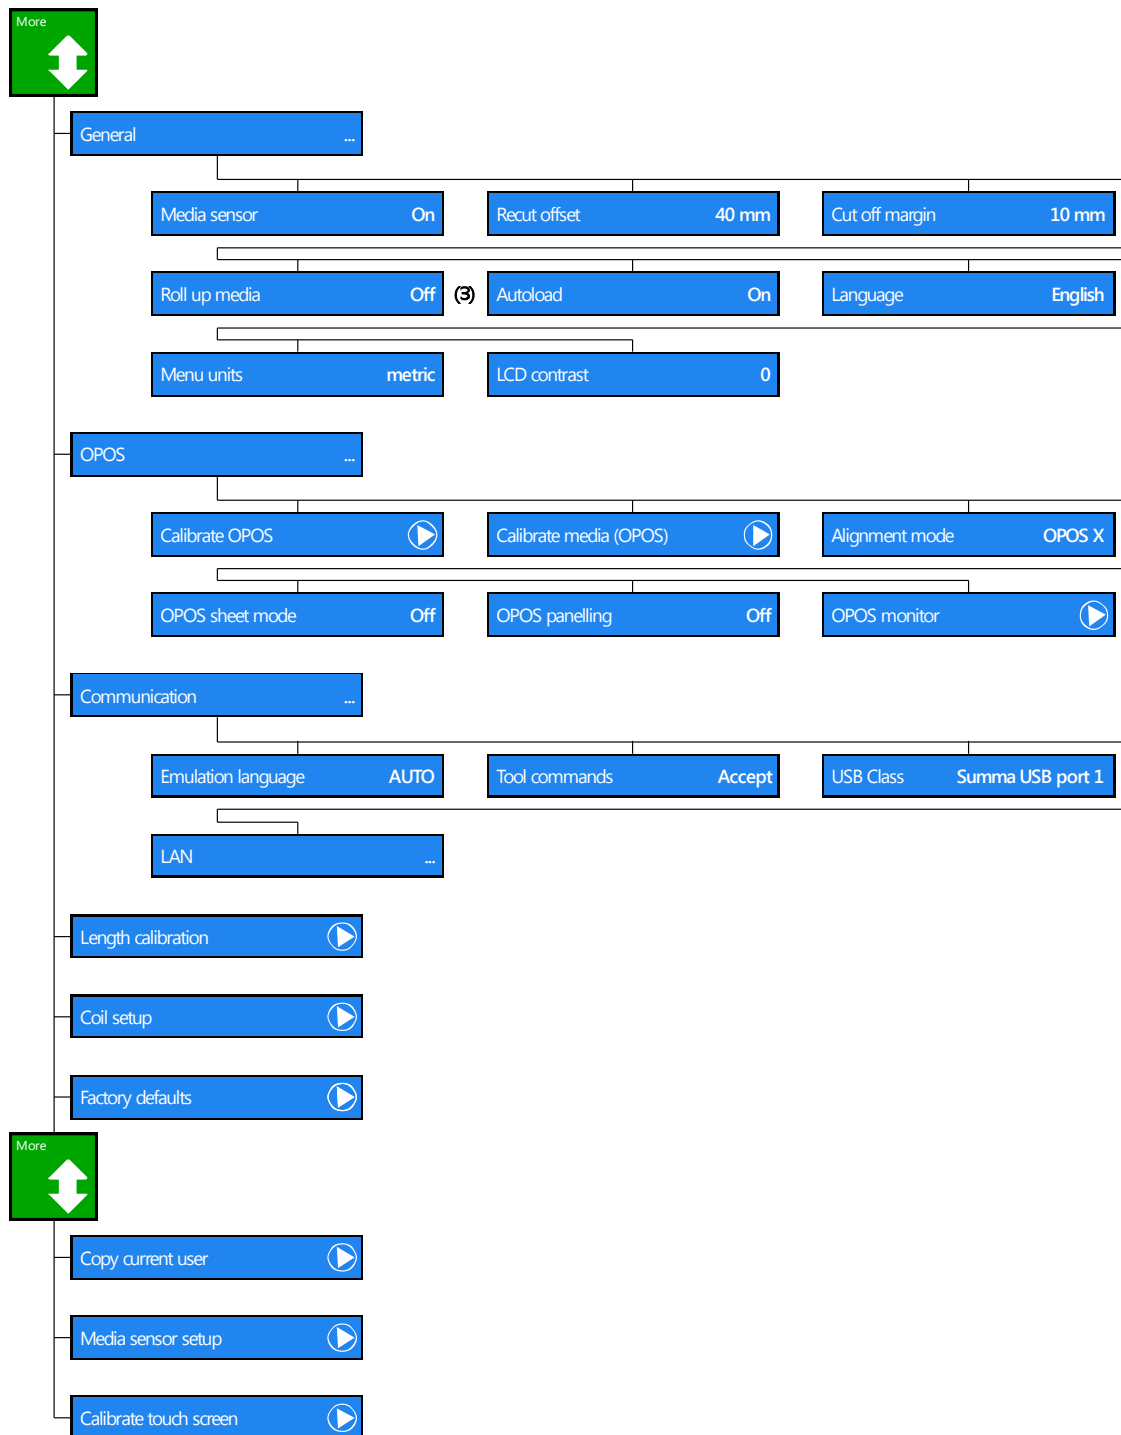 More
General ...
Media sensor On Recut offset 40 mm Cut off margin 10 mm
Roll up media Off (3) Autoload On Language English
Menu units metric LCD contrast 0
OPOS ...
Calibrate OPOS Calibrate media (OPOS) Alignment mode OPOS X
OPOS sheet mode Off OPOS panelling Off OPOS monitor
Communication ...
Emulation language AUTO Tool commands Accept USB Class Summa USB port 1
LAN ...
Length calibration
Coil setup
Factory defaults
More
Copy current user
Media sensor setup
Calibrate touch screen